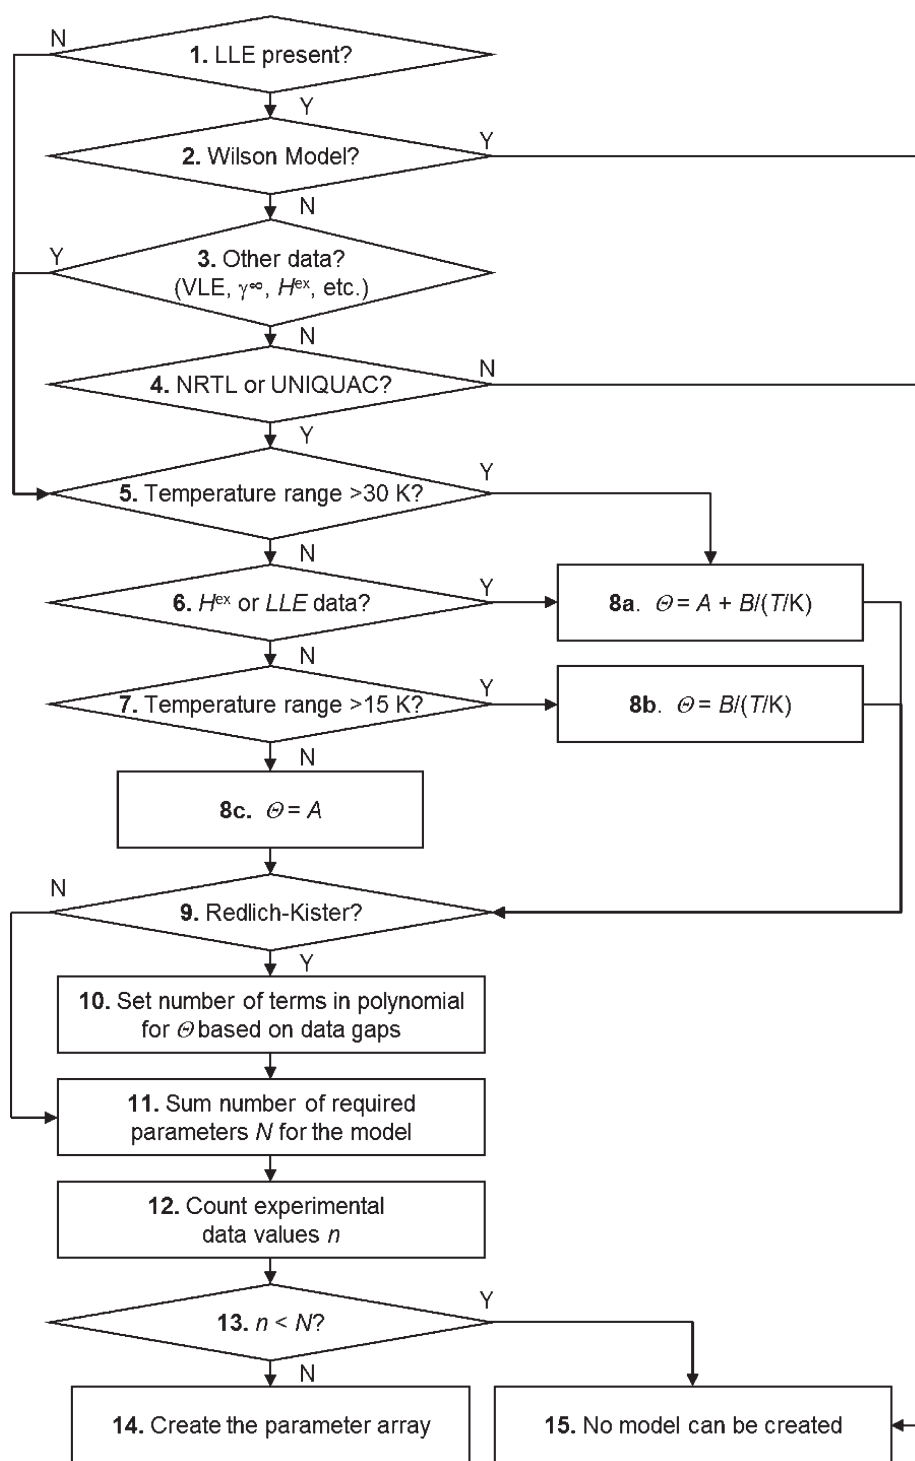 N
1. LLE present?
Y
Y
2. Wilson Model?
N
Y
3. Other data?
(VLE, γ∞, Hex, etc.)
N
N
4. NRTL or UNIQUAC?
Y
Y
5. Temperature range >30 K?
N
6. Hex or LLE data?
Y
8a. Θ = A + B/(T/K)
N
7. Temperature range >15 K?
Y
8b. Θ = B/(T/K)
N
8c. Θ = A
N
9. Redlich-Kister?
Y
10. Set number of terms in polynomial
for Θ based on data gaps
11. Sum number of required
parameters N for the model
12. Count experimental
data values n
Y
13. n < N?
N
14. Create the parameter array
15. No model can be created